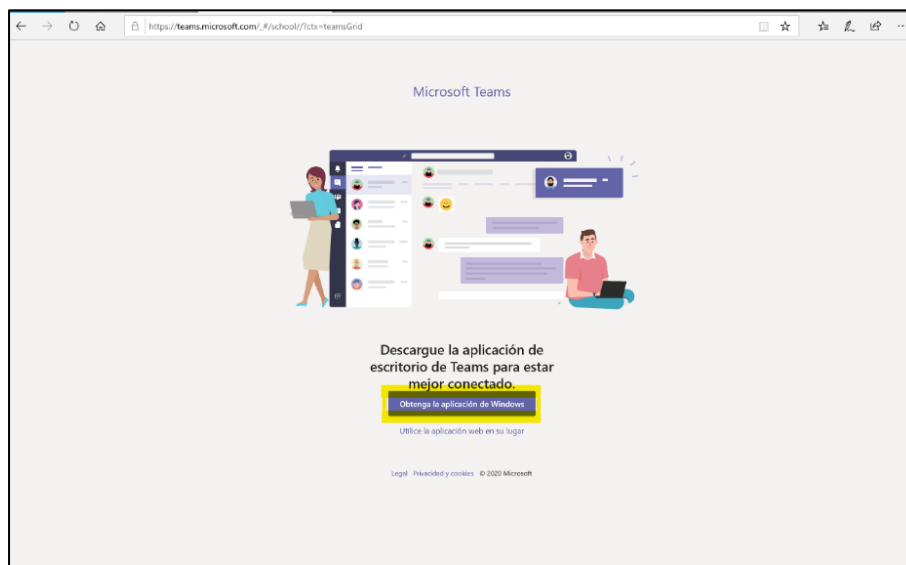 https://teams.microsoft.com/_#/school//?ctx=teamsGrid
Microsoft Teams
Descargue la aplicación de
escritorio de Teams para estar
mejor conectado.
Obtenga la aplicación de Windows
Utilice la aplicación web en su lugar
Legal Privacidad y cookies © 2020 Microsoft